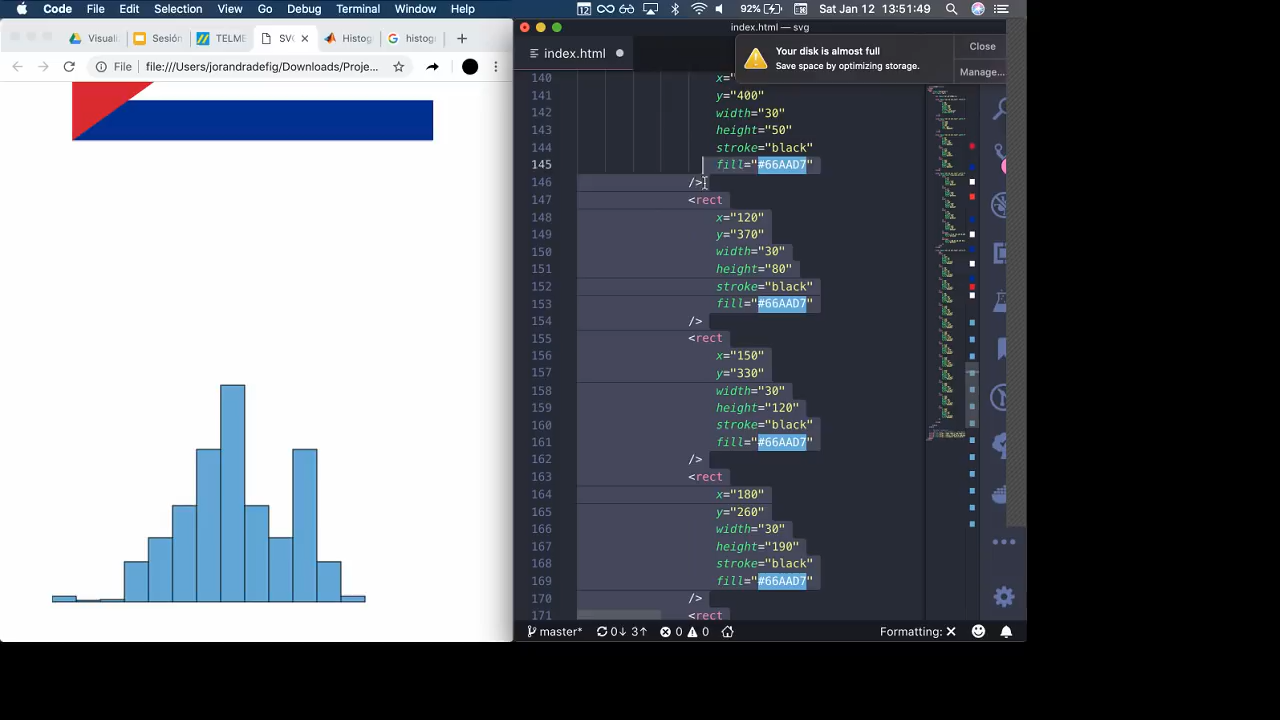 Code File Edit Selection View Go Debug Terminal Window Help
92% Sat Jan 12 13:51:49
index.html — svg
Visuali
Sesión
TELME
SVG
Histog
histog
File file:///Users/jorandradefig/Downloads/Proje...
index.html
Your disk is almost full
Save space by optimizing storage.
Close
Manage...
140 x="
141 y="400"
142 width="30"
143 height="50"
144 stroke="black"
145 fill="#66AAD7"
146 />
147 <rect
148 x="120"
149 y="370"
150 width="30"
151 height="80"
152 stroke="black"
153 fill="#66AAD7"
154 />
155 <rect
156 x="150"
157 y="330"
158 width="30"
159 height="120"
160 stroke="black"
161 fill="#66AAD7"
162 />
163 <rect
164 x="180"
165 y="260"
166 width="30"
167 height="190"
168 stroke="black"
169 fill="#66AAD7"
170 />
171 <rect
master* 0↓ 3↑ 0 0 Formatting: ×